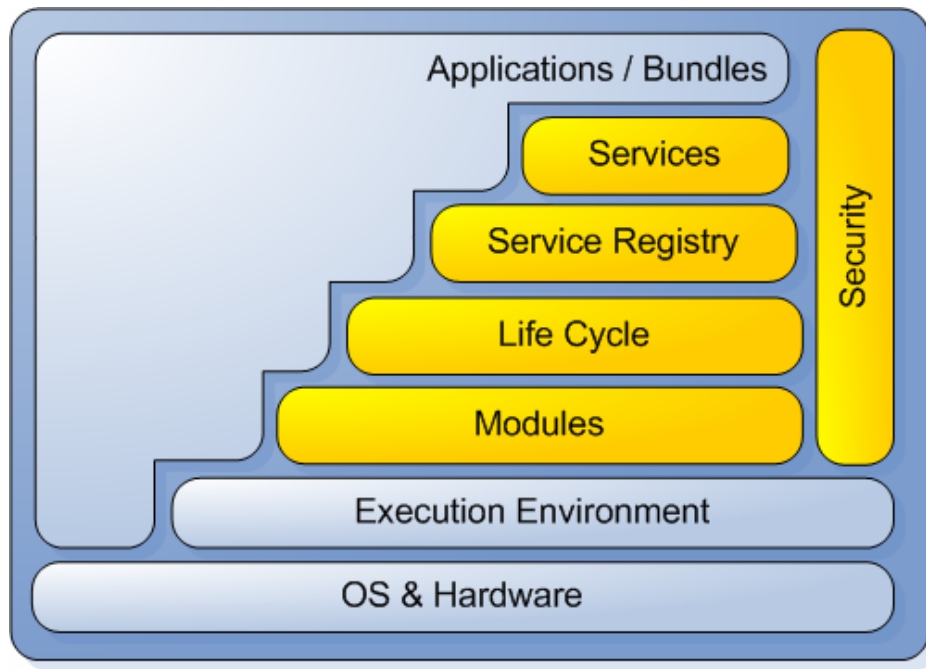 Applications / Bundles
Services
Service Registry
Life Cycle
Modules
Security
Execution Environment
OS & Hardware